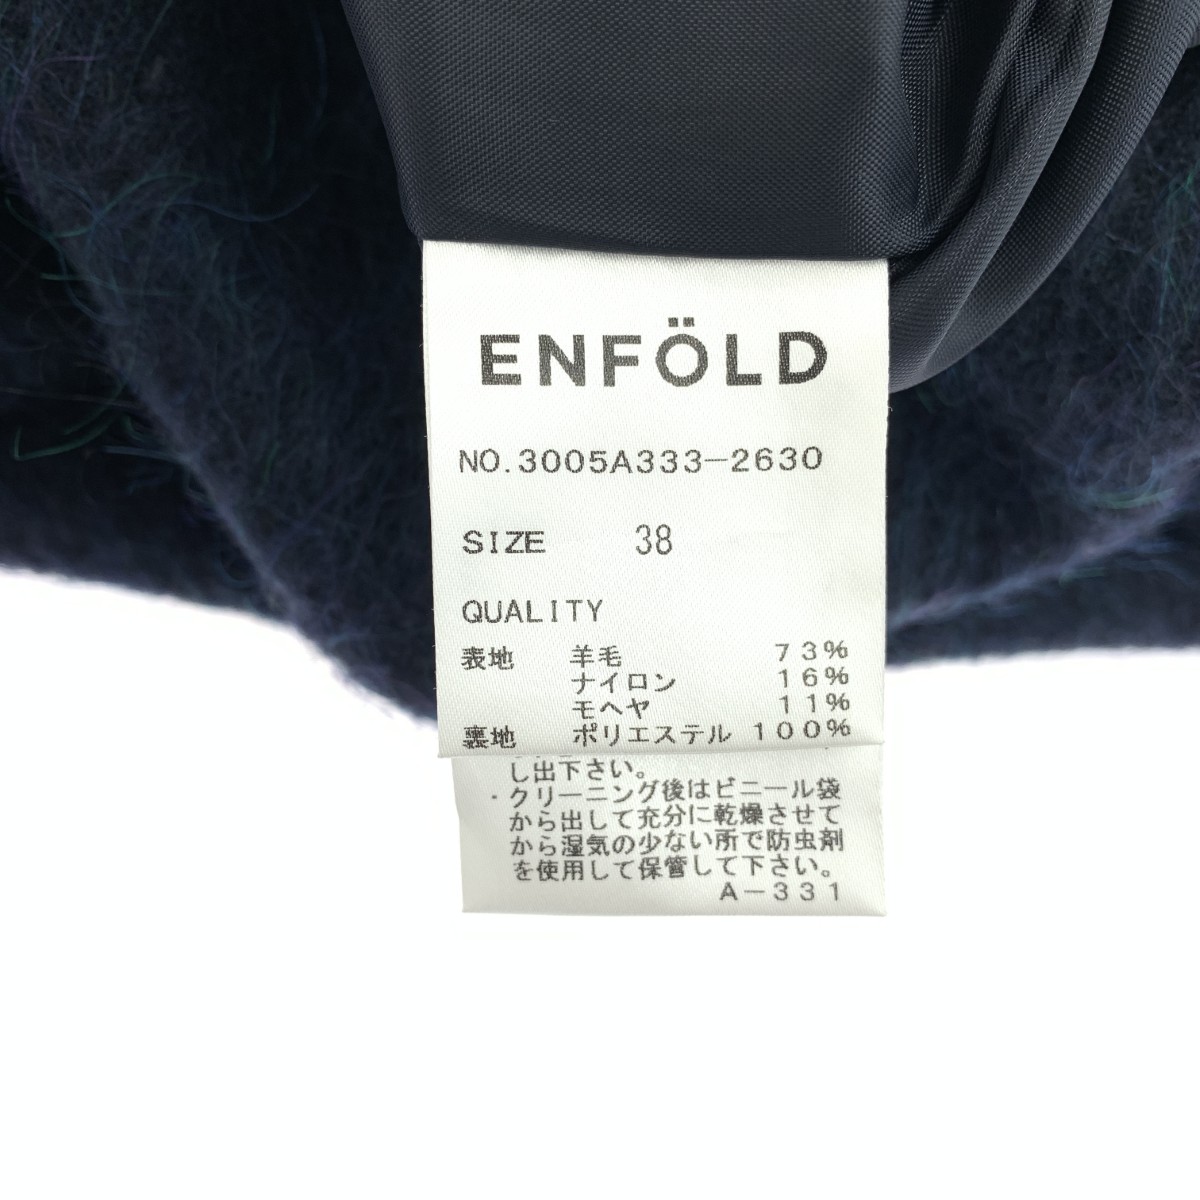 ENFÖLD
NO.3005A333-2630
SIZE 38
QUALITY
表地 羊毛 73%
ナイロン 16%
モヘヤ 11%
裏地 ポリエステル 100%
し出下さい。
・クリーニング後はビニール袋
から出して充分に乾燥させて
から湿気の少ない所で防虫剤
を使用して保管して下さい。
A-331